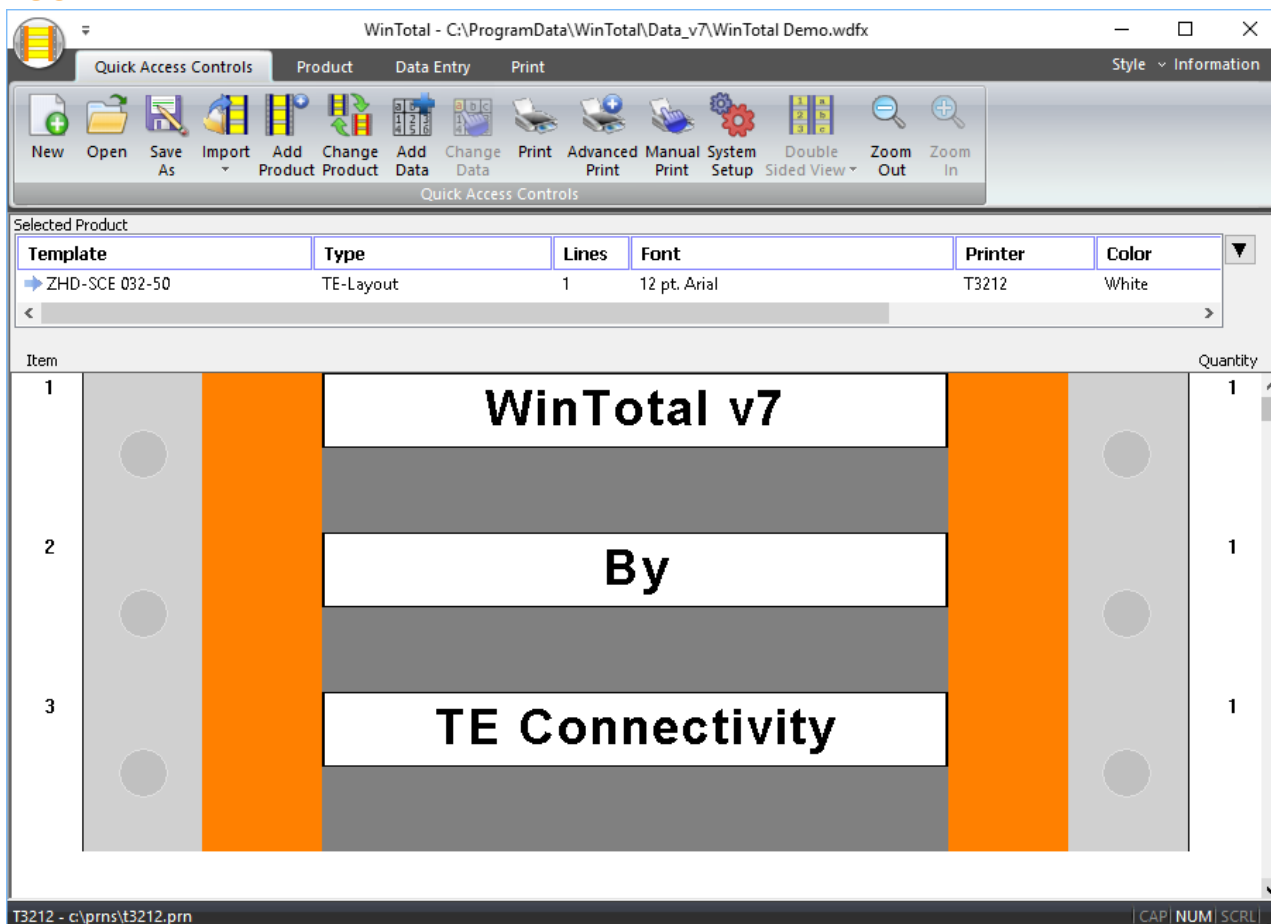 WinTotal - C:\ProgramData\WinTotal\Data_v7\WinTotal Demo.wdfx
Quick Access Controls Product Data Entry Print Style Information
New Open Save As Import Add Product Change Product Add Data Change Data Print Advanced Print Manual Print System Setup Double Sided View Zoom Out Zoom In
Quick Access Controls
Selected Product
Template Type Lines Font Printer Color
ZHD-SCE 032-50 TE-Layout 1 12 pt. Arial T3212 White
Item Quantity
1 WinTotal v7 1
2 By 1
3 TE Connectivity 1
T3212 - c:\prns\t3212.prn CAP NUM SCRL